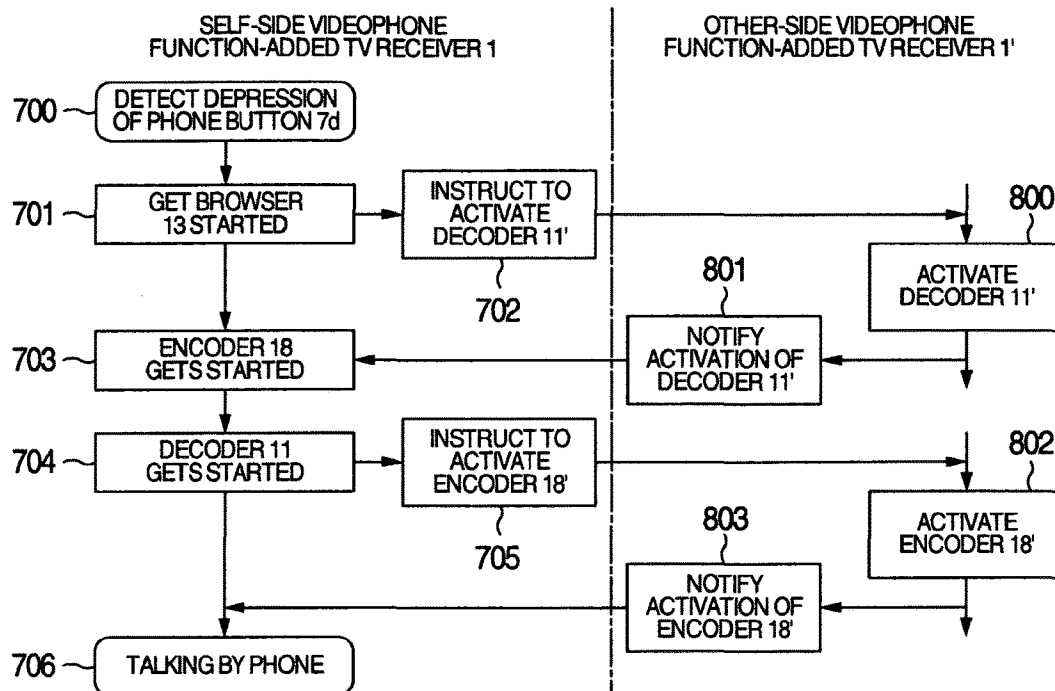 SELF-SIDE VIDEOPHONE
FUNCTION-ADDED TV RECEIVER 1
OTHER-SIDE VIDEOPHONE
FUNCTION-ADDED TV RECEIVER 1'
700
DETECT DEPRESSION
OF PHONE BUTTON 7d
701
GET BROWSER
13 STARTED
INSTRUCT TO
ACTIVATE
DECODER 11'
702
800
ACTIVATE
DECODER 11'
801
NOTIFY
ACTIVATION OF
DECODER 11'
703
ENCODER 18
GETS STARTED
704
DECODER 11
GETS STARTED
INSTRUCT TO
ACTIVATE
ENCODER 18'
705
802
ACTIVATE
ENCODER 18'
803
NOTIFY
ACTIVATION OF
ENCODER 18'
706
TALKING BY PHONE